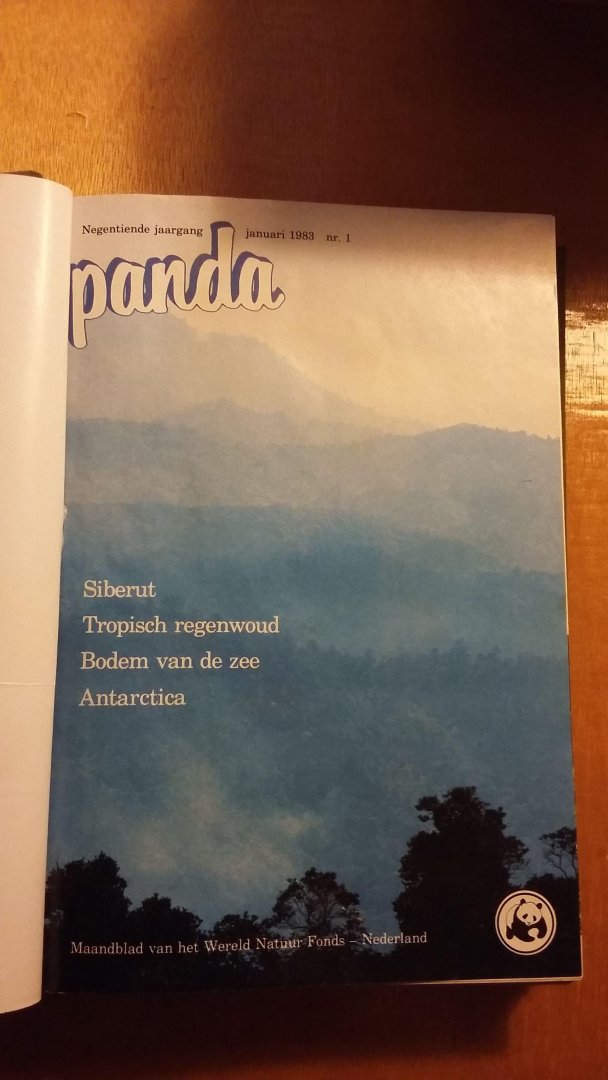 Negentiende jaargang januari 1983 nr. 1
panda
Siberut
Tropisch regenwoud
Bodem van de zee
Antarctica
Maandblad van het Wereld Natuur Fonds – Nederland